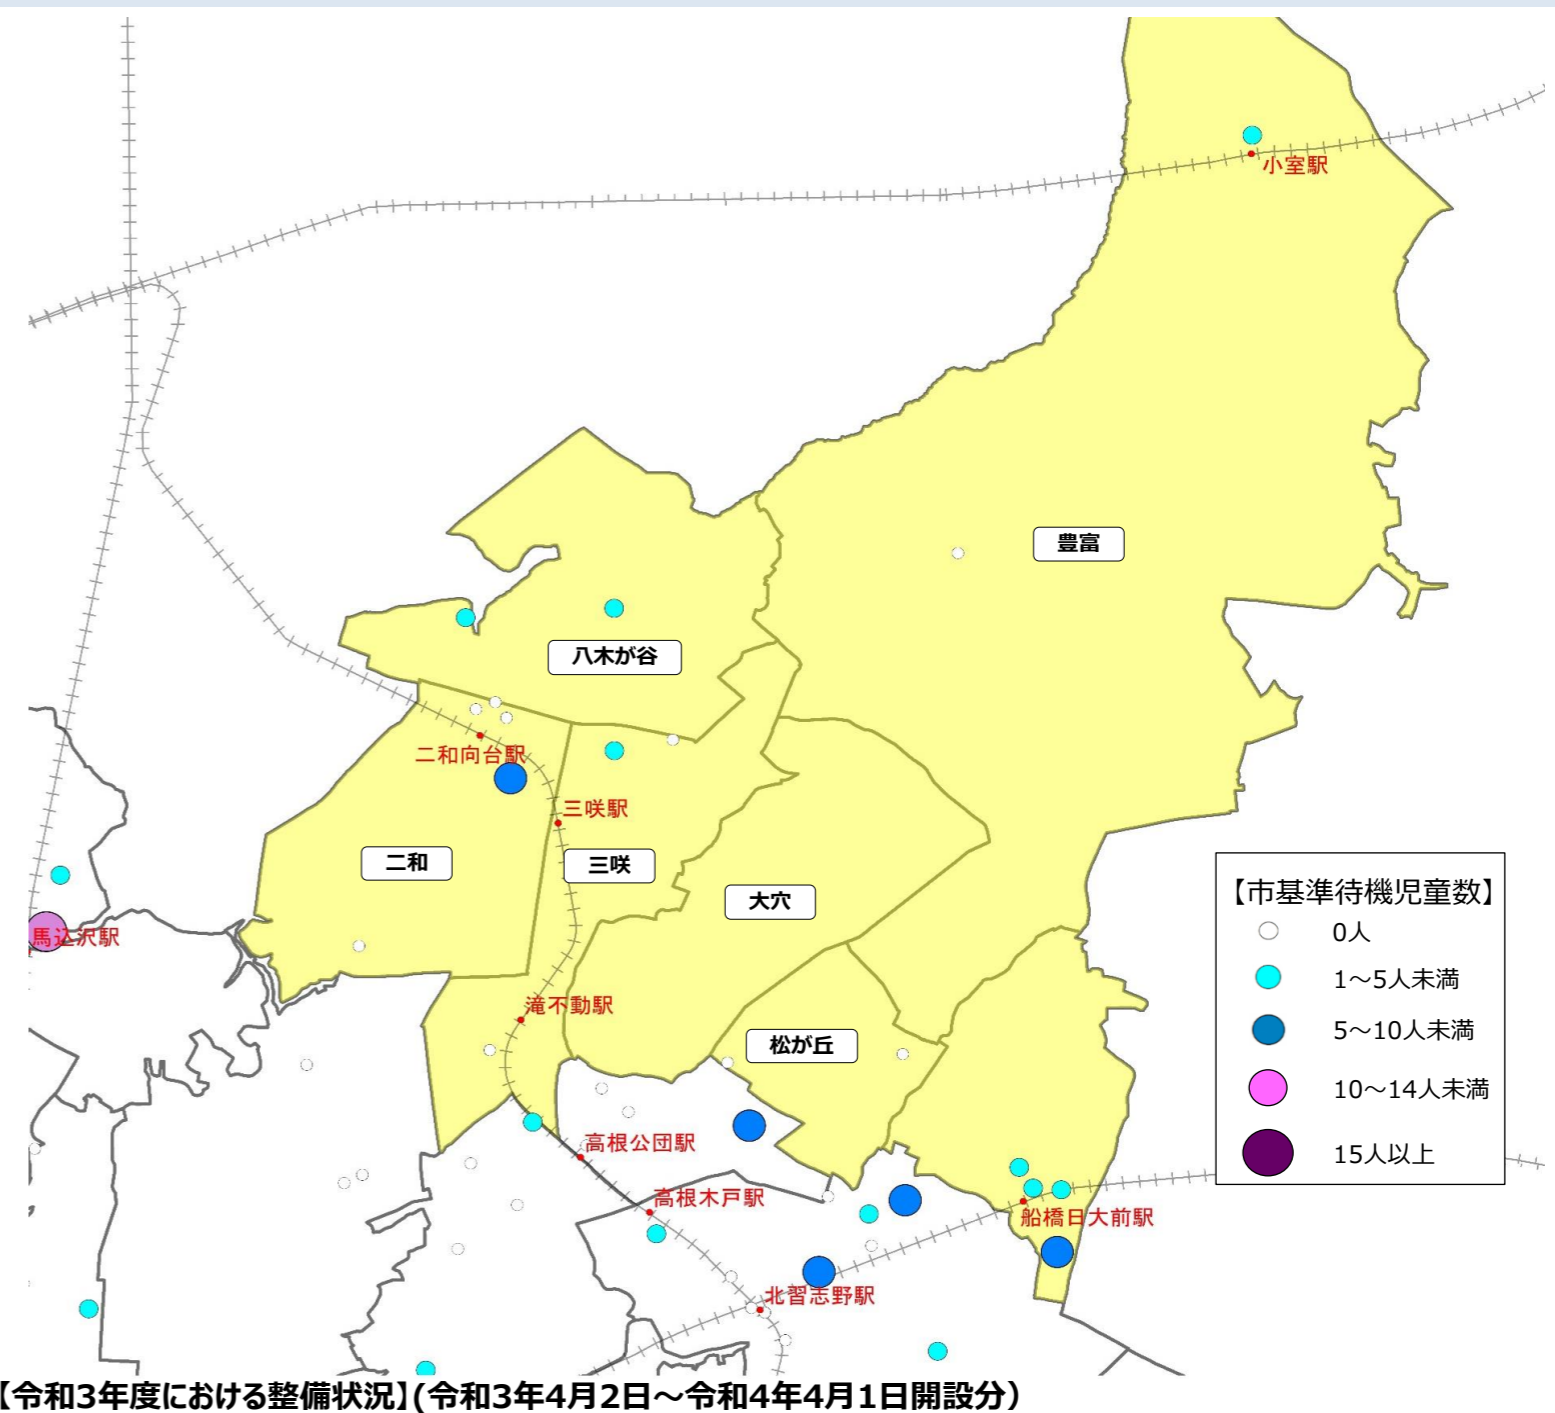 小室駅
豊富
八木が谷
二和向台駅
三咲駅
二和
三咲
大穴
馬込沢駅
滝不動駅
松が丘
高根公団駅
高根木戸駅
船橋日大前駅
北習志野駅
【市基準待機児童数】
0人
1～5人未満
5～10人未満
10～14人未満
15人以上
【令和3年度における整備状況】(令和3年4月2日～令和4年4月1日開設分）